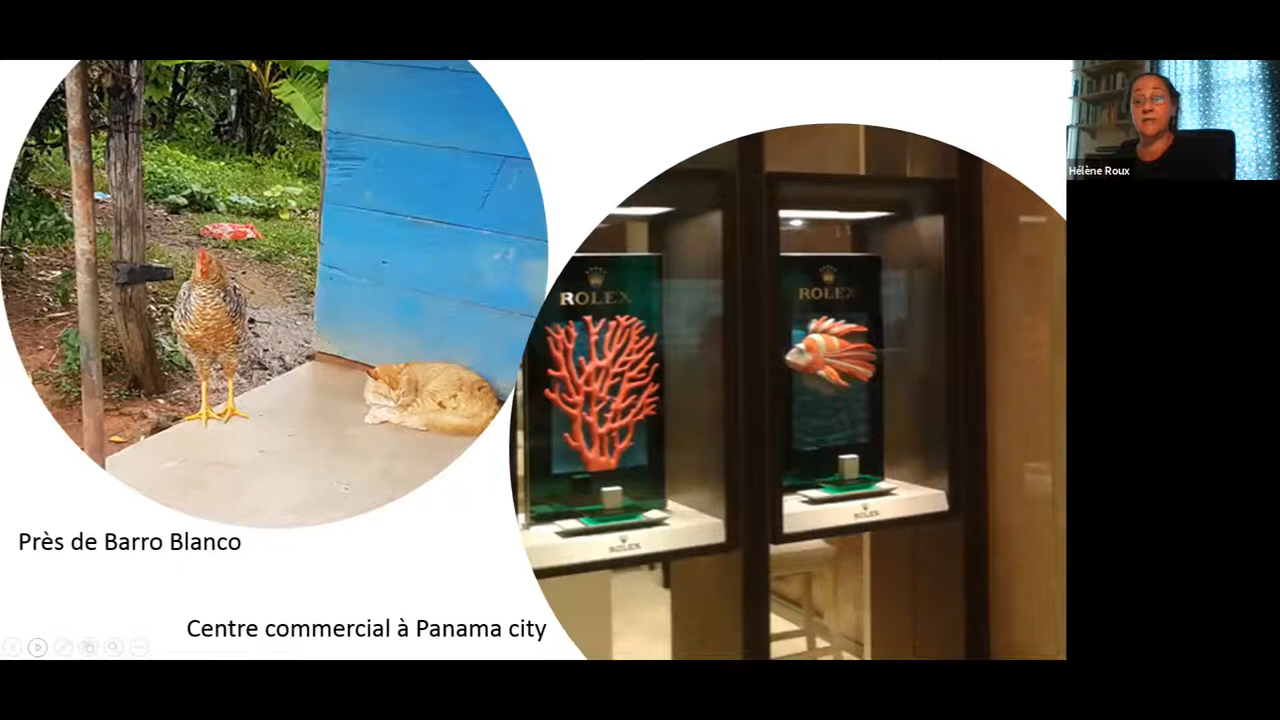 Hélène Roux
ROLEX
ROLEX
ROLEX
ROLEX
Près de Barro Blanco
Centre commercial à Panama city